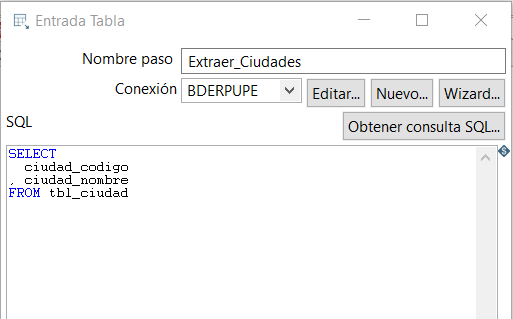 Entrada Tabla
Nombre paso Extraer_Ciudades
Conexión BDERPUPE Editar... Nuevo... Wizard...
SQL Obtener consulta SQL...
SELECT
  ciudad_codigo
, ciudad_nombre
FROM tbl_ciudad